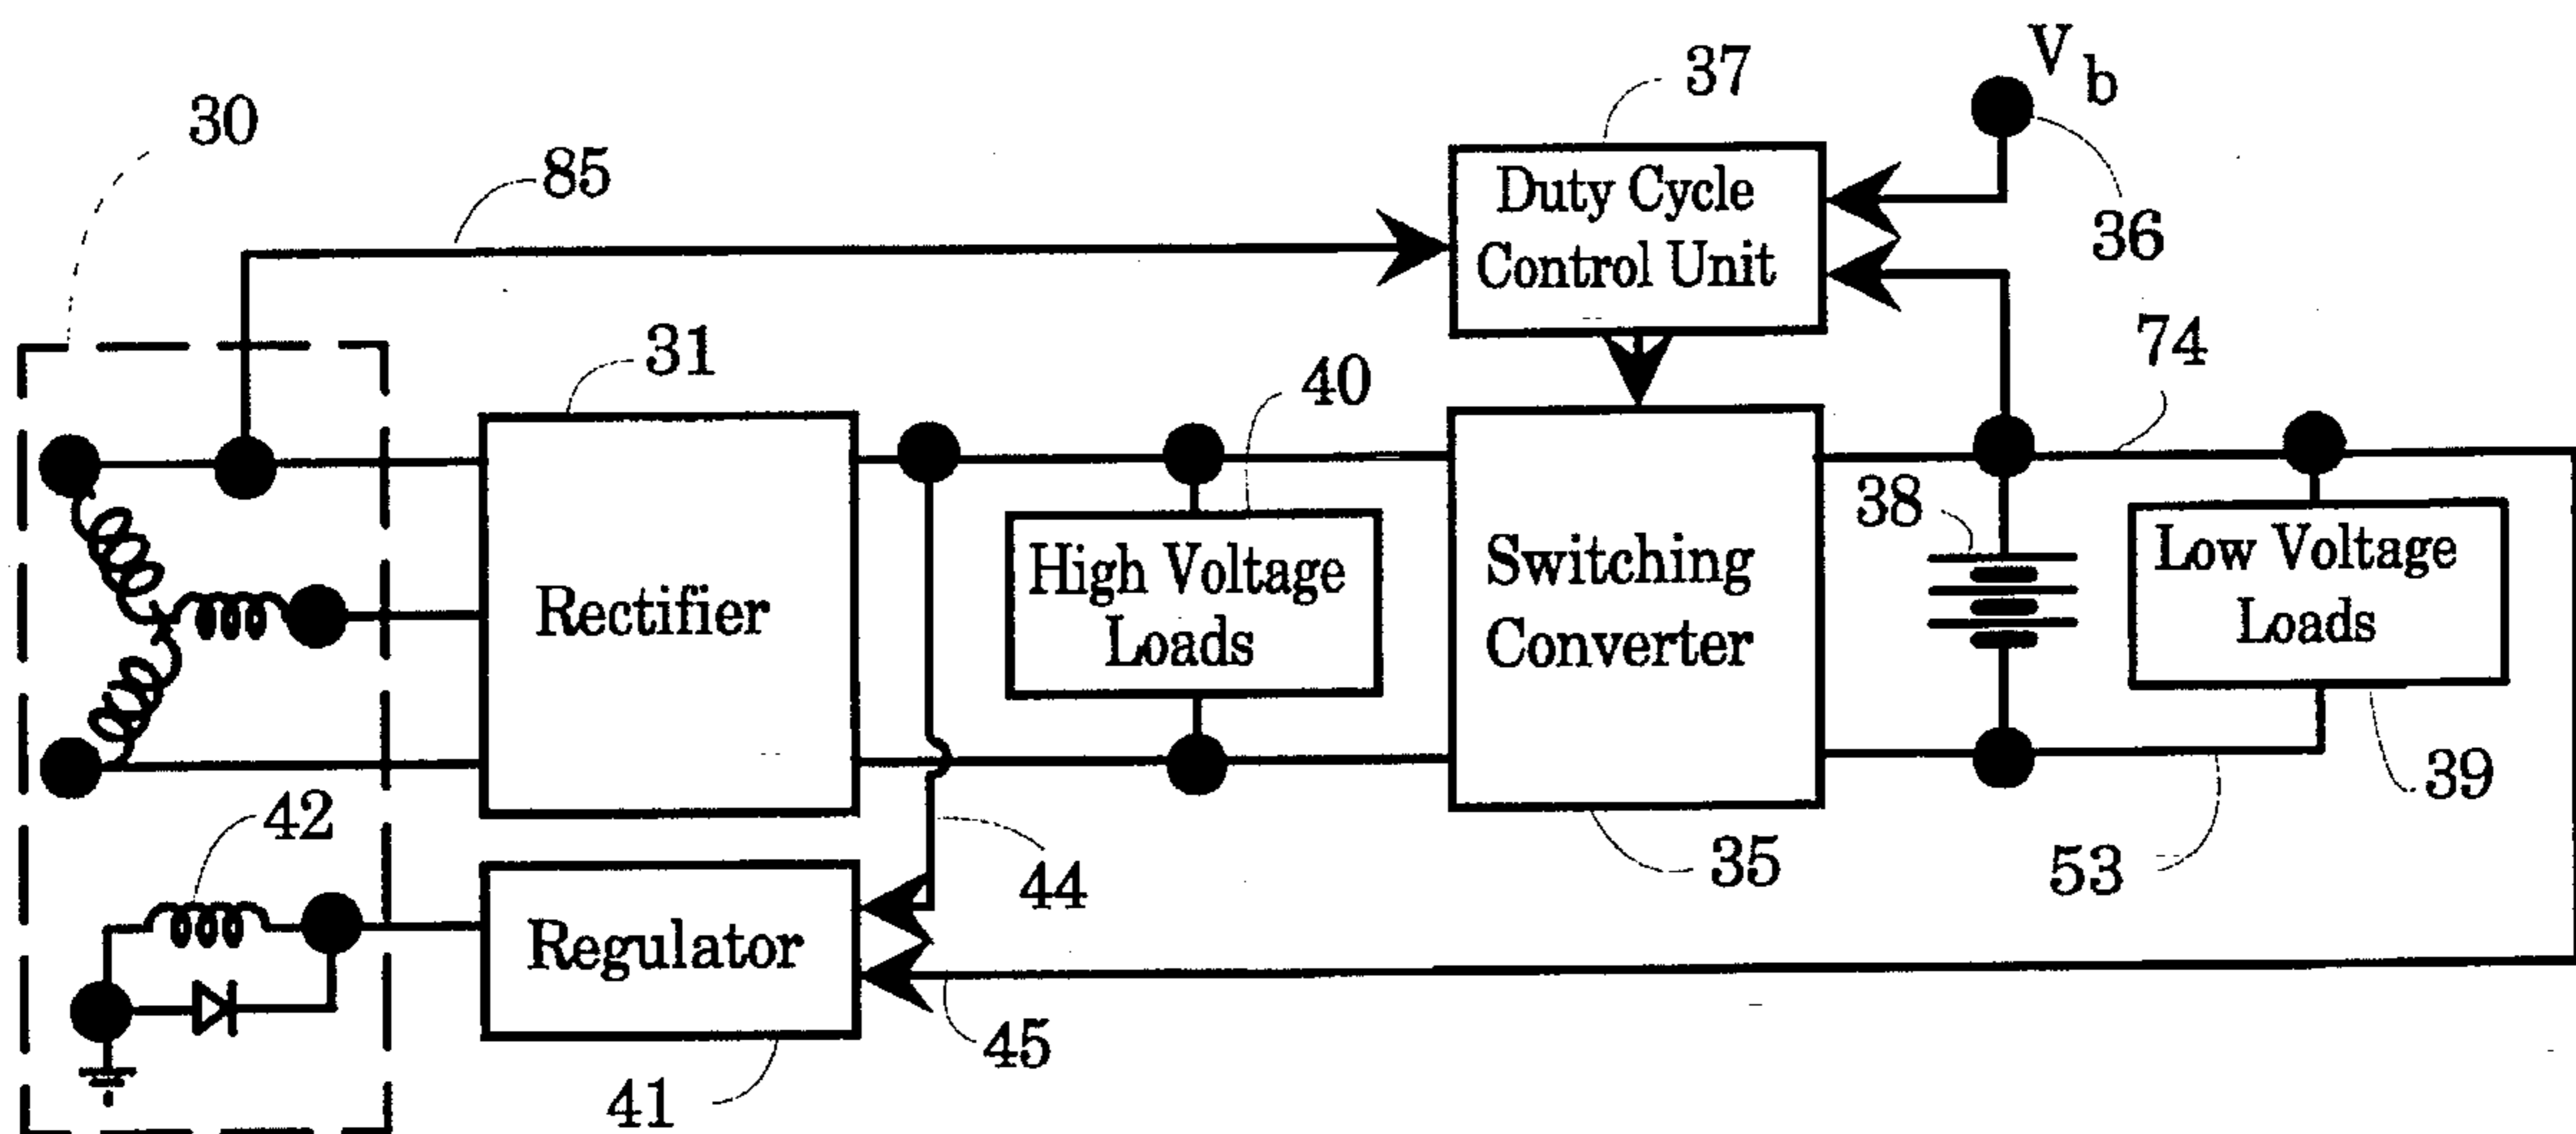 30
85
37
V
b
36
Duty Cycle
Control Unit
31
40
74
38
Rectifier
High Voltage
Loads
Switching
Converter
Low Voltage
Loads
42
44
35
53
39
Regulator
45
41